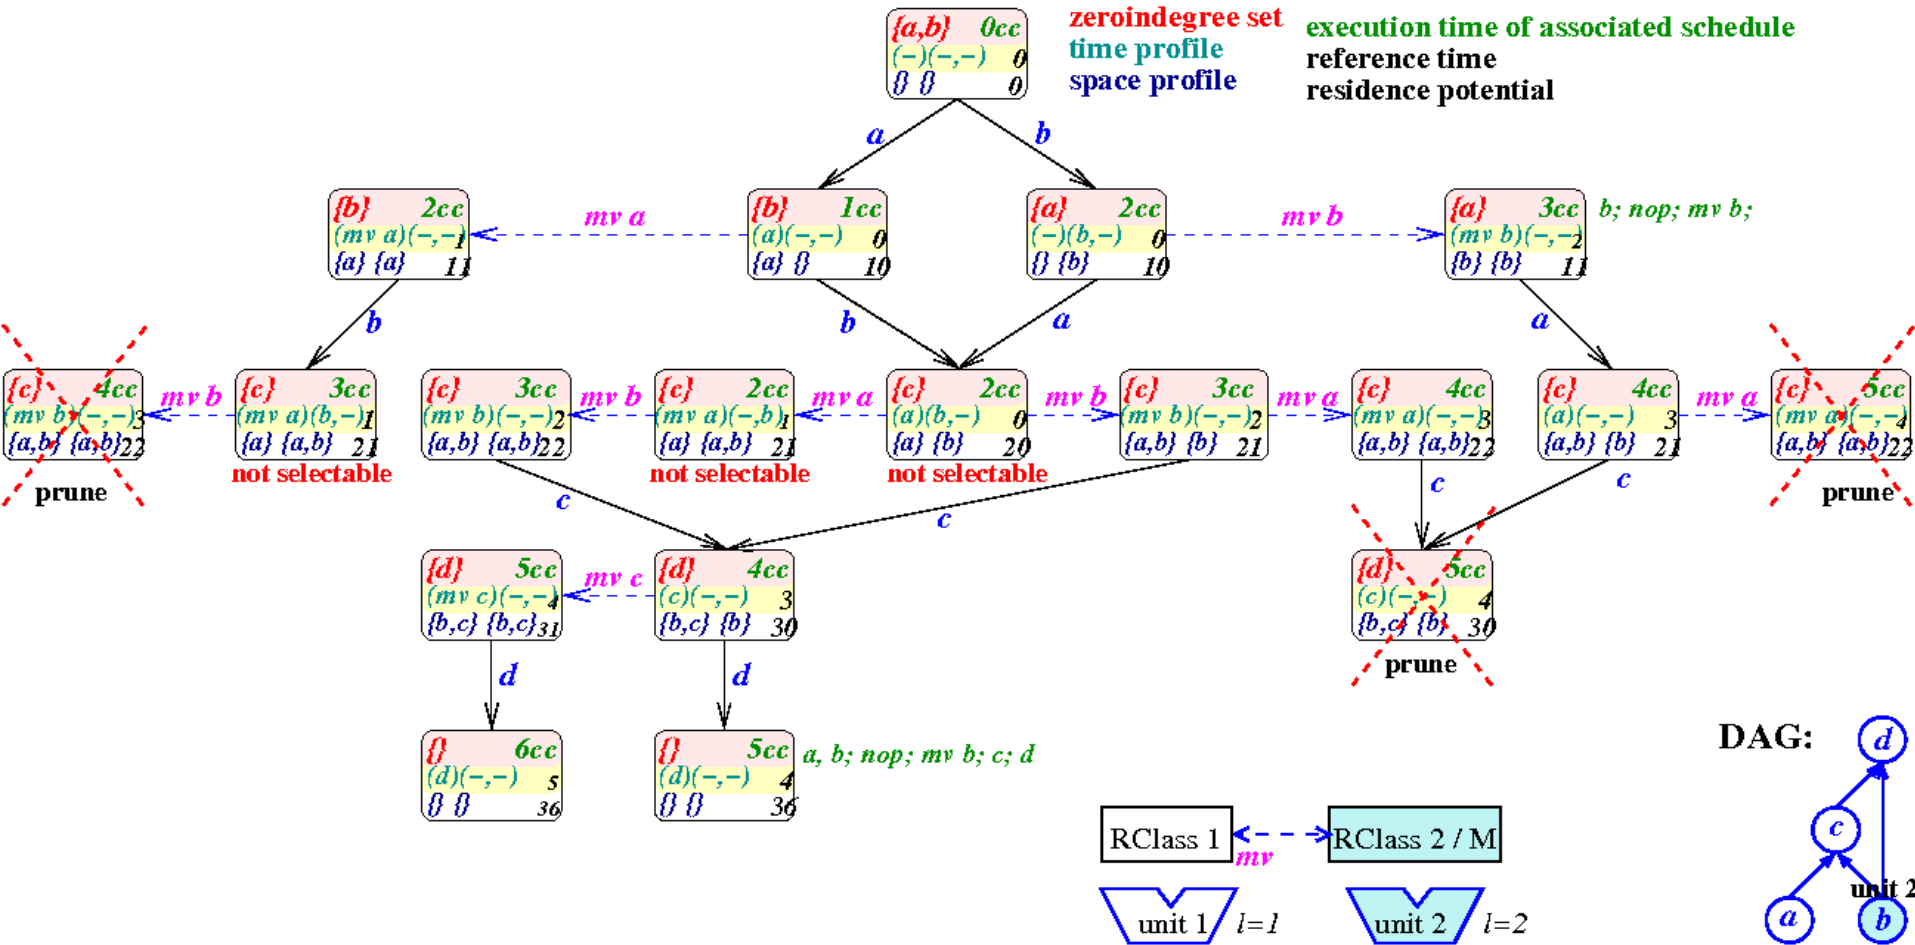 {a,b} 0cc
(−)(−,−) 0
{} {} 0
zeroindegree set
time profile
space profile
execution time of associated schedule
reference time
residence potential
a
b
{b} 2cc
(mv a)(−,−) 1
{a} {a} 11
mv a
{b} 1cc
(a)(−,−) 0
{a} {} 10
{a} 2cc
(−)(b,−) 0
{} {b} 10
mv b
{a} 3cc
(mv b)(−,−) 2
{b} {b} 11
b; nop; mv b;
b
b
a
a
{c} 4cc
(mv b)(−,−) 3
{a,b} {a,b} 22
prune
mv b
{c} 3cc
(mv a)(b,−) 1
{a} {a,b} 21
not selectable
{c} 3cc
(mv b)(−,−) 2
{a,b} {a,b} 22
mv b
{c} 2cc
(mv a)(−,b) 1
{a} {a,b} 21
not selectable
mv a
{c} 2cc
(a)(b,−) 0
{a} {b} 20
not selectable
mv b
{c} 3cc
(mv b)(−,−) 2
{a,b} {b} 21
mv a
{c} 4cc
(mv a)(−,−) 3
{a,b} {a,b} 22
{c} 4cc
(a)(−,−) 3
{a,b} {b} 21
mv a
{c} 5cc
(mv a)(−,−) 4
{a,b} {a,b} 22
prune
c
c
c
c
{d} 5cc
(mv c)(−,−) 4
{b,c} {b,c} 31
mv c
{d} 4cc
(c)(−,−) 3
{b,c} {b} 30
{d} 5cc
(c)(−,−) 4
{b,c} {b} 30
prune
d
d
{} 6cc
(d)(−,−) 5
{} {} 36
{} 5cc
(d)(−,−) 4
{} {} 36
a, b; nop; mv b; c; d
DAG:
d
c
a
unit 2
b
RClass 1
mv
RClass 2 / M
unit 1 l=1
unit 2 l=2